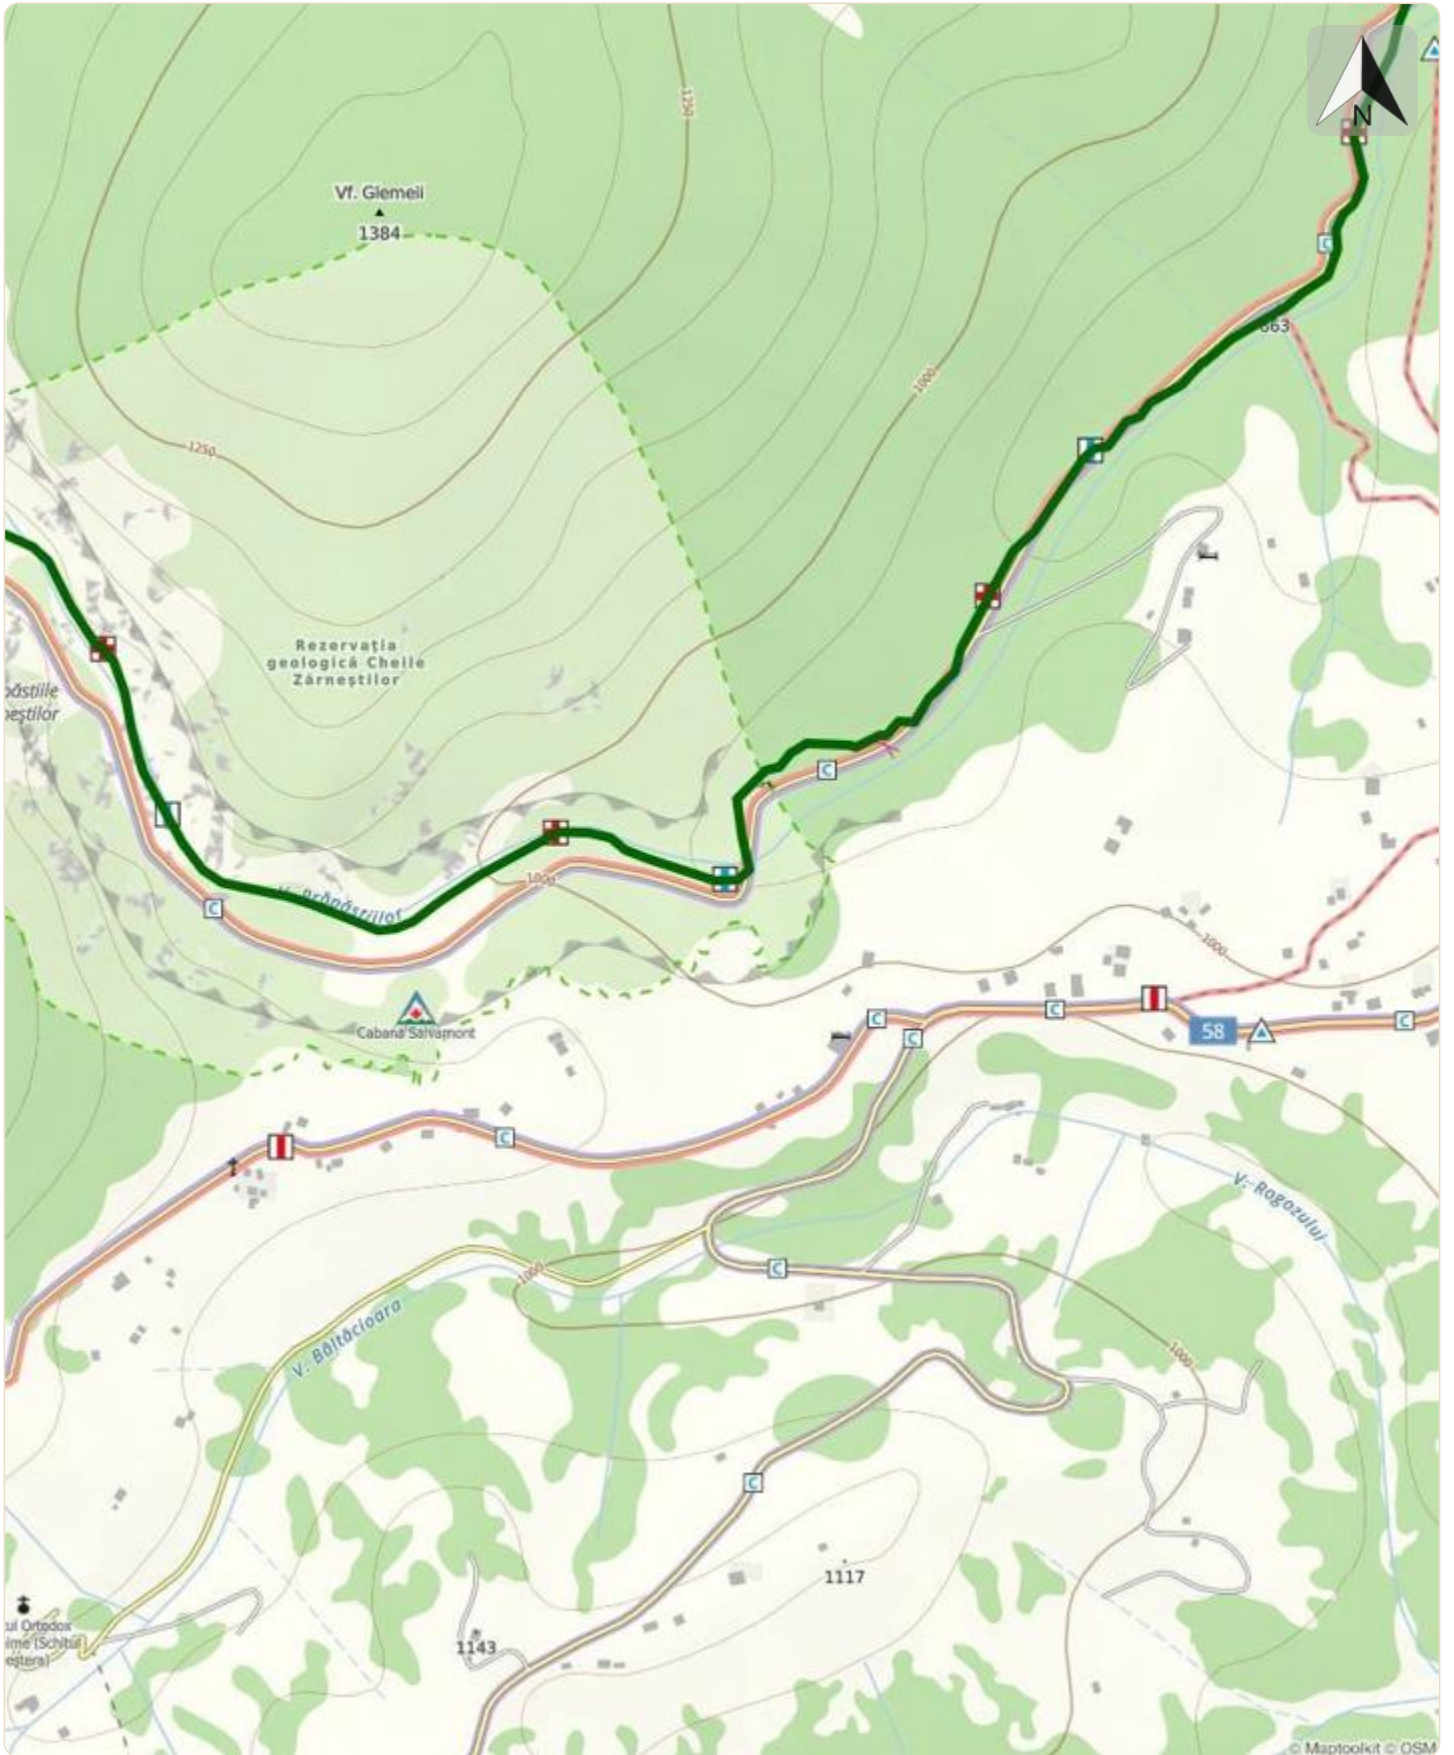 N
1250
Vf. Glemeii
1384
663
1000
1250
Rezervația
geologică Cheile
Zărneștilor
C
C
C
1000
1000
Cabana Salvamont
C
C
58
C
C
C
V. Rogozului
C
1000
V. Bâltăcioara
1000
C
1117
1143
© Maptoolkit © OSM